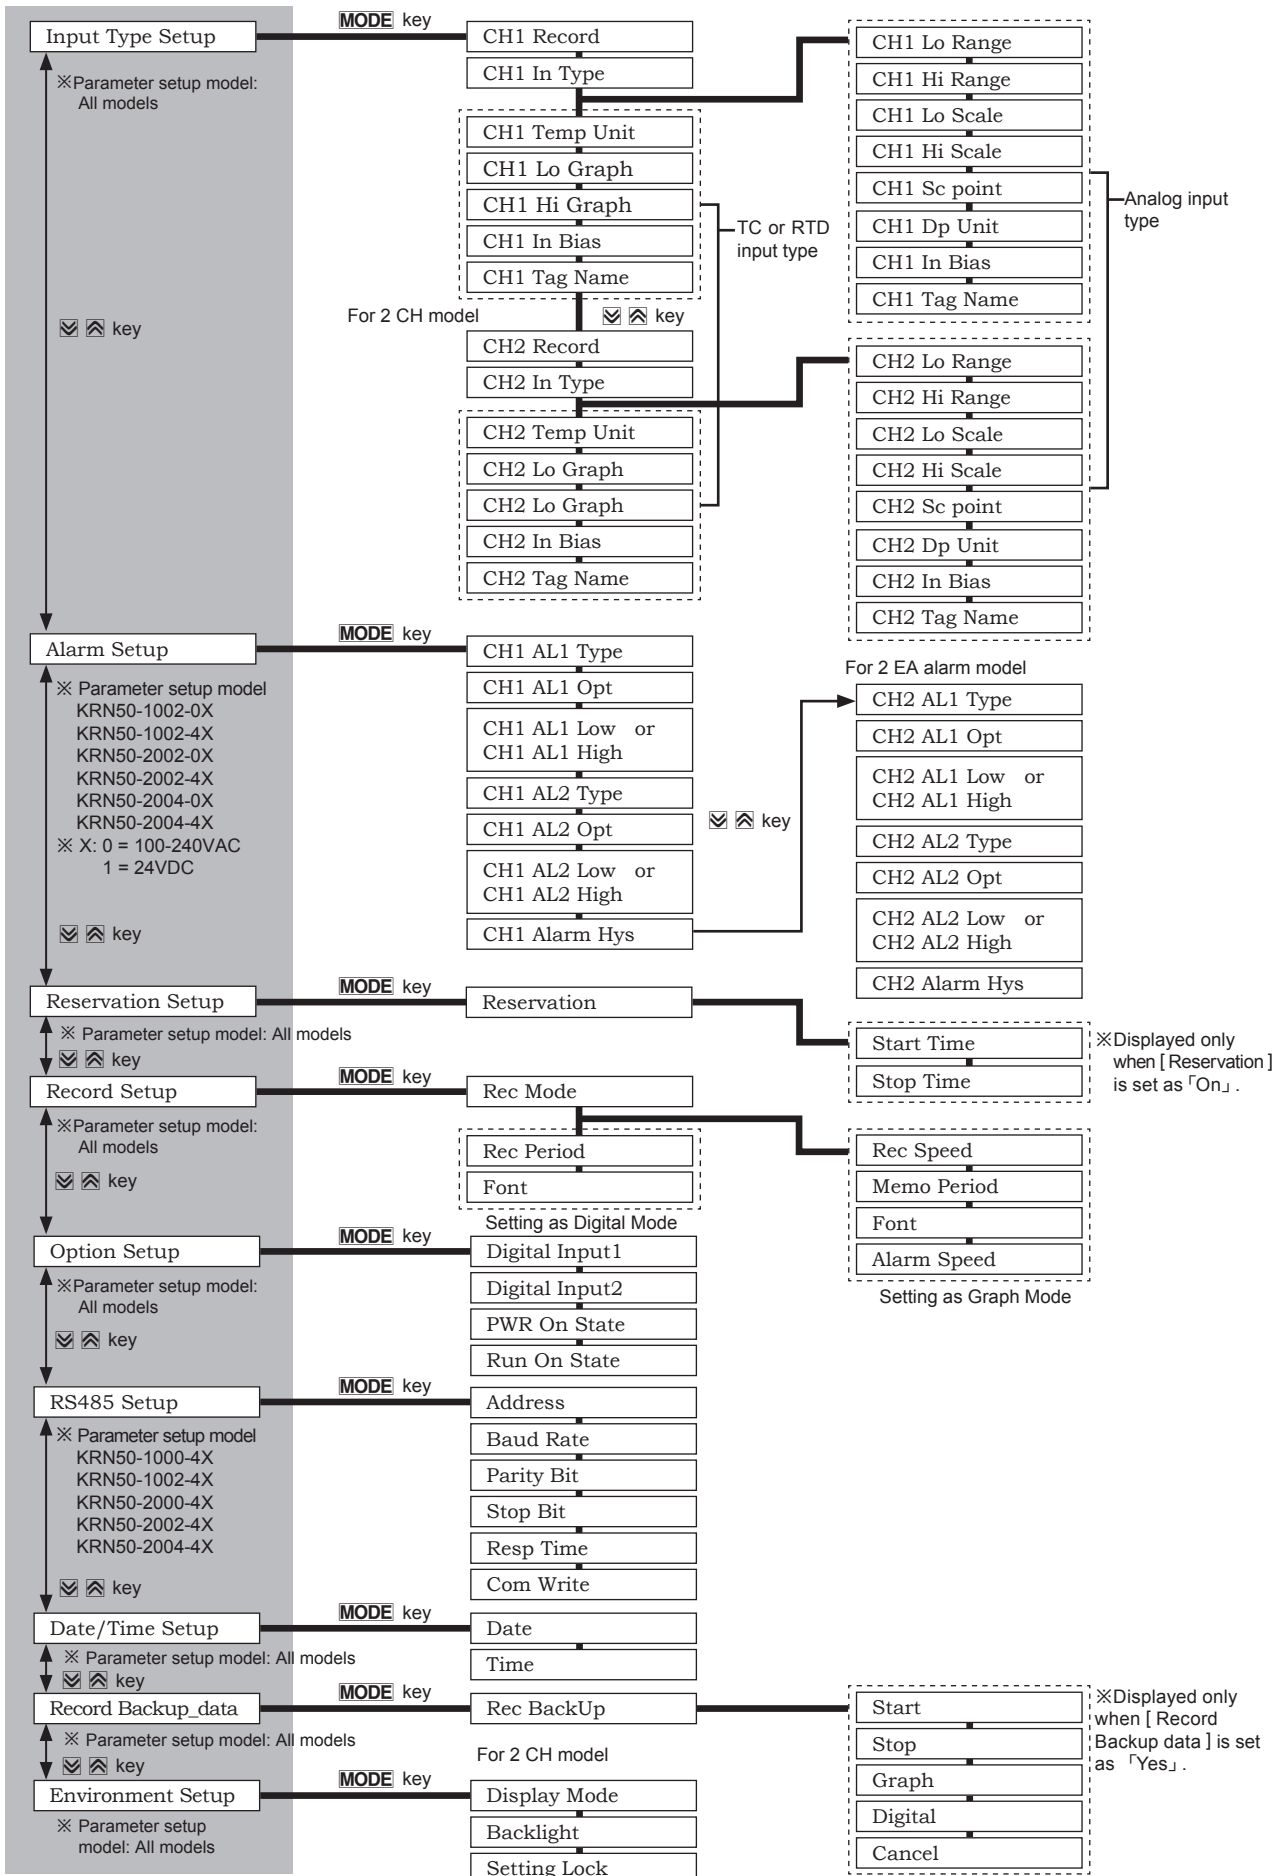 Input Type Setup
MODE key
※Parameter setup model:
All models
key
CH1 Record
CH1 In Type
CH1 Temp Unit
CH1 Lo Graph
CH1 Hi Graph
CH1 In Bias
CH1 Tag Name
TC or RTD
input type
For 2 CH model
key
CH2 Record
CH2 In Type
CH2 Temp Unit
CH2 Lo Graph
CH2 Lo Graph
CH2 In Bias
CH2 Tag Name
CH1 Lo Range
CH1 Hi Range
CH1 Lo Scale
CH1 Hi Scale
CH1 Sc point
CH1 Dp Unit
CH1 In Bias
CH1 Tag Name
Analog input
type
CH2 Lo Range
CH2 Hi Range
CH2 Lo Scale
CH2 Hi Scale
CH2 Sc point
CH2 Dp Unit
CH2 In Bias
CH2 Tag Name
Alarm Setup
MODE key
※ Parameter setup model
KRN50-1002-0X
KRN50-1002-4X
KRN50-2002-0X
KRN50-2002-4X
KRN50-2004-0X
KRN50-2004-4X
※ X: 0 = 100-240VAC
1 = 24VDC
key
CH1 AL1 Type
CH1 AL1 Opt
CH1 AL1 Low or
CH1 AL1 High
CH1 AL2 Type
CH1 AL2 Opt
CH1 AL2 Low or
CH1 AL2 High
CH1 Alarm Hys
key
For 2 EA alarm model
CH2 AL1 Type
CH2 AL1 Opt
CH2 AL1 Low or
CH2 AL1 High
CH2 AL2 Type
CH2 AL2 Opt
CH2 AL2 Low or
CH2 AL2 High
CH2 Alarm Hys
Reservation Setup
MODE key
※ Parameter setup model: All models
key
Reservation
Start Time
Stop Time
※Displayed only
when [ Reservation ]
is set as「On」.
Record Setup
MODE key
※Parameter setup model:
All models
key
Rec Mode
Rec Period
Font
Setting as Digital Mode
Rec Speed
Memo Period
Font
Alarm Speed
Setting as Graph Mode
Option Setup
MODE key
※Parameter setup model:
All models
key
Digital Input1
Digital Input2
PWR On State
Run On State
RS485 Setup
MODE key
※ Parameter setup model
KRN50-1000-4X
KRN50-1002-4X
KRN50-2000-4X
KRN50-2002-4X
KRN50-2004-4X
key
Address
Baud Rate
Parity Bit
Stop Bit
Resp Time
Com Write
Date/Time Setup
MODE key
※ Parameter setup model: All models
key
Date
Time
Record Backup_data
MODE key
※ Parameter setup model: All models
key
Rec BackUp
Start
Stop
Graph
Digital
Cancel
※Displayed only
when [ Record
Backup data ] is set
as 「Yes」.
For 2 CH model
Environment Setup
MODE key
※ Parameter setup
model: All models
Display Mode
Backlight
Setting Lock